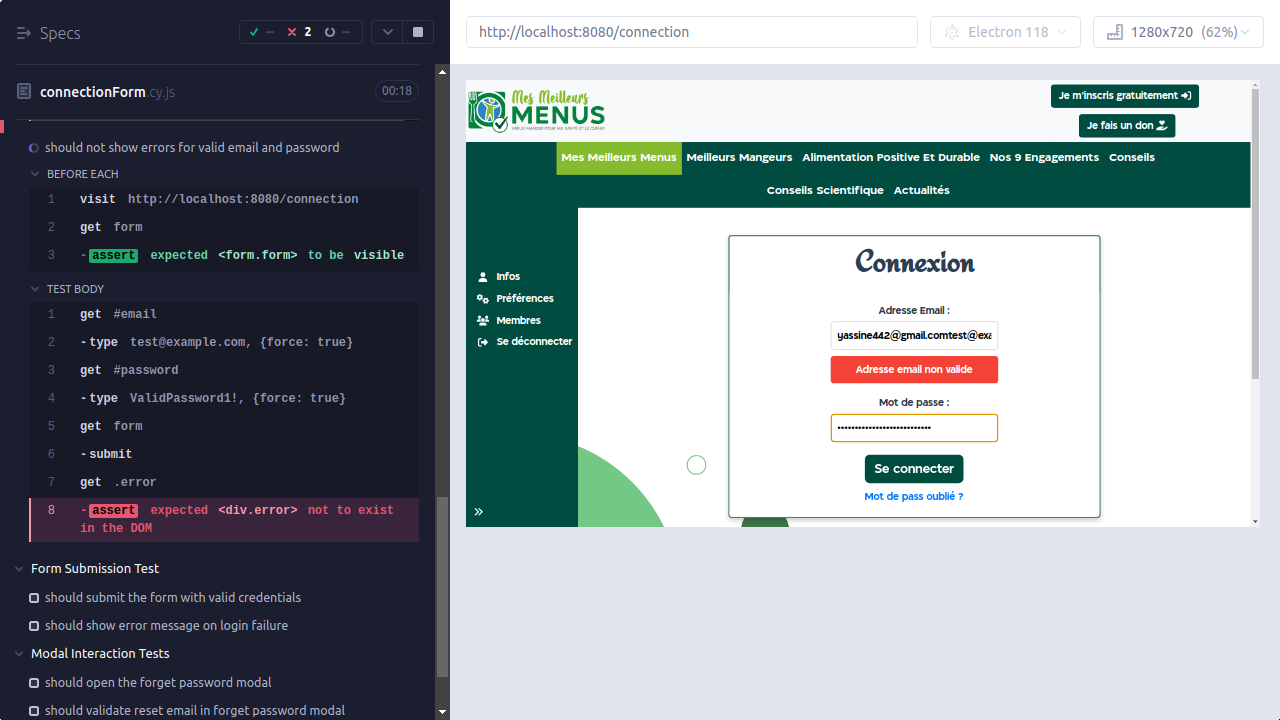 Specs
-- 2 --
connectionForm.cy.js
00:18
should not show errors for valid email and password
BEFORE EACH
1 visit http://localhost:8080/connection
2 get form
3 -assert expected <form.form> to be visible
TEST BODY
1 get #email
2 -type test@example.com, {force: true}
3 get #password
4 -type ValidPassword1!, {force: true}
5 get form
6 -submit
7 get .error
8 -assert expected <div.error> not to exist
in the DOM
Form Submission Test
should submit the form with valid credentials
should show error message on login failure
Modal Interaction Tests
should open the forget password modal
should validate reset email in forget password modal
http://localhost:8080/connection
Electron 118
1280x720 (62%)
Mes Meilleurs
MENUS
MIEUX MANGER POUR MA SANTÉ ET LE CLIMAT
Je m'inscris gratuitement
Je fais un don
Mes Meilleurs Menus Meilleurs Mangeurs Alimentation Positive Et Durable Nos 9 Engagements Conseils
Conseils Scientifique Actualités
Infos
Préférences
Membres
Se déconnecter
Connexion
Adresse Email :
yassine442@gmail.comtest@exa
Adresse email non valide
Mot de passe :
Se connecter
Mot de pass oublié ?